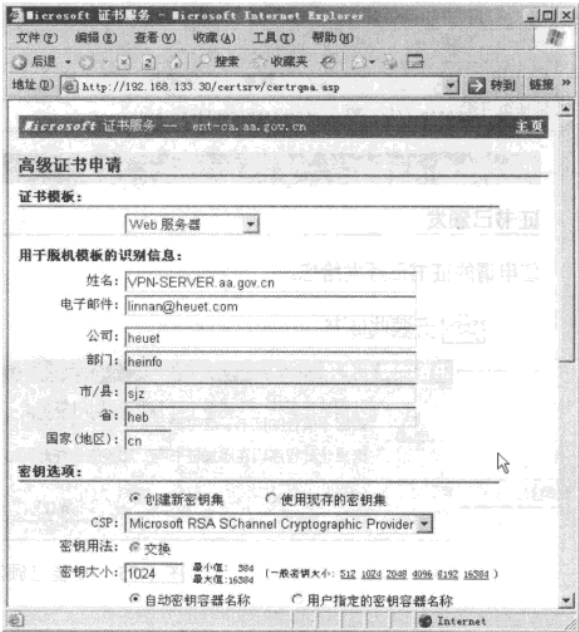 Microsoft 证书服务 - Microsoft Internet Explorer
文件(F) 编辑(E) 查看(V) 收藏(A) 工具(T) 帮助(H)
后退 搜索 收藏夹
地址(D) http://192.168.133.30/certsrv/certrqma.asp 转到 链接 »
Microsoft 证书服务 -- ent-ca.aa.gov.cn 主页
高级证书申请
证书模板:
Web 服务器
用于脱机模板的识别信息:
姓名: VPN-SERVER.aa.gov.cn
电子邮件: linnan@heuet.com
公司: heuet
部门: heinfo
市/县: sjz
省: heb
国家(地区): cn
密钥选项:
创建新密钥集 使用现存的密钥集
CSP: Microsoft RSA SChannel Cryptographic Provider
密钥用法: 交换
密钥大小: 1024 最小值: 384 最大值:16384 (一般密钥大小: 512 1024 2048 4096 8192 16384 )
自动密钥容器名称 用户指定的密钥容器名称
Internet